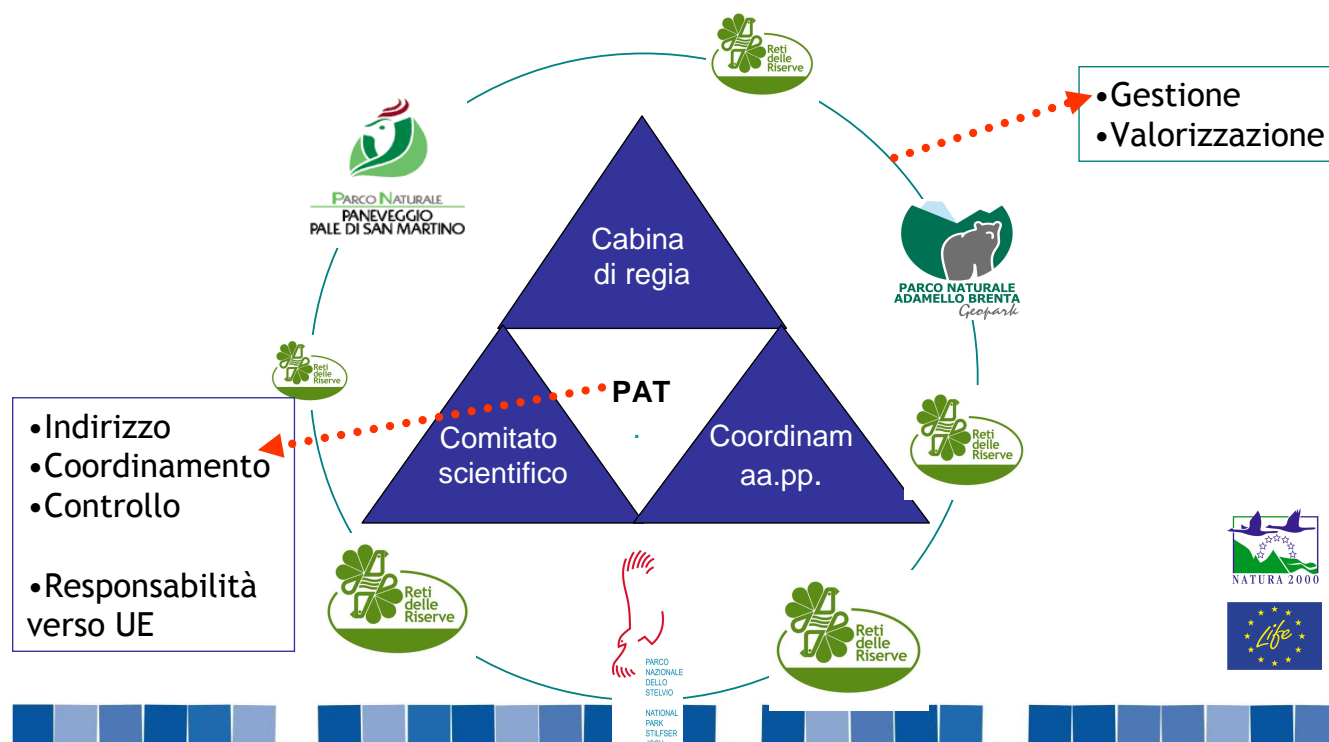 Reti
delle
Riserve
•Gestione
•Valorizzazione
PARCO NATURALE
PANEVEGGIO
PALE DI SAN MARTINO
Cabina
di regia
PARCO NATURALE
ADAMELLO BRENTA
Geopark
Reti
delle
Riserve
PAT
•Indirizzo
•Coordinamento
•Controllo
•Responsabilità
verso UE
Comitato
scientifico
Coordinam
aa.pp.
Reti
delle
Riserve
NATURA 2000
Reti
delle
Riserve
Reti
delle
Riserve
Life
PARCO
NAZIONALE
DELLO
STELVIO
NATIONAL
PARK
STILFSER